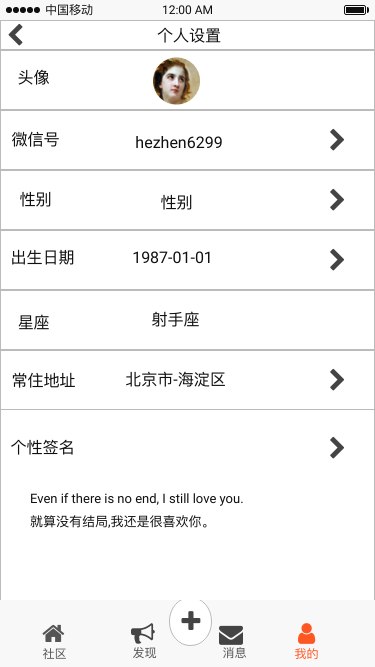 中国移动 12:00 AM
个人设置
头像
微信号 hezhen6299
性别 性别
出生日期 1987-01-01
星座 射手座
常住地址 北京市-海淀区
个性签名
Even if there is no end, I still love you.
就算没有结局,我还是很喜欢你。
社区 发现 消息 我的